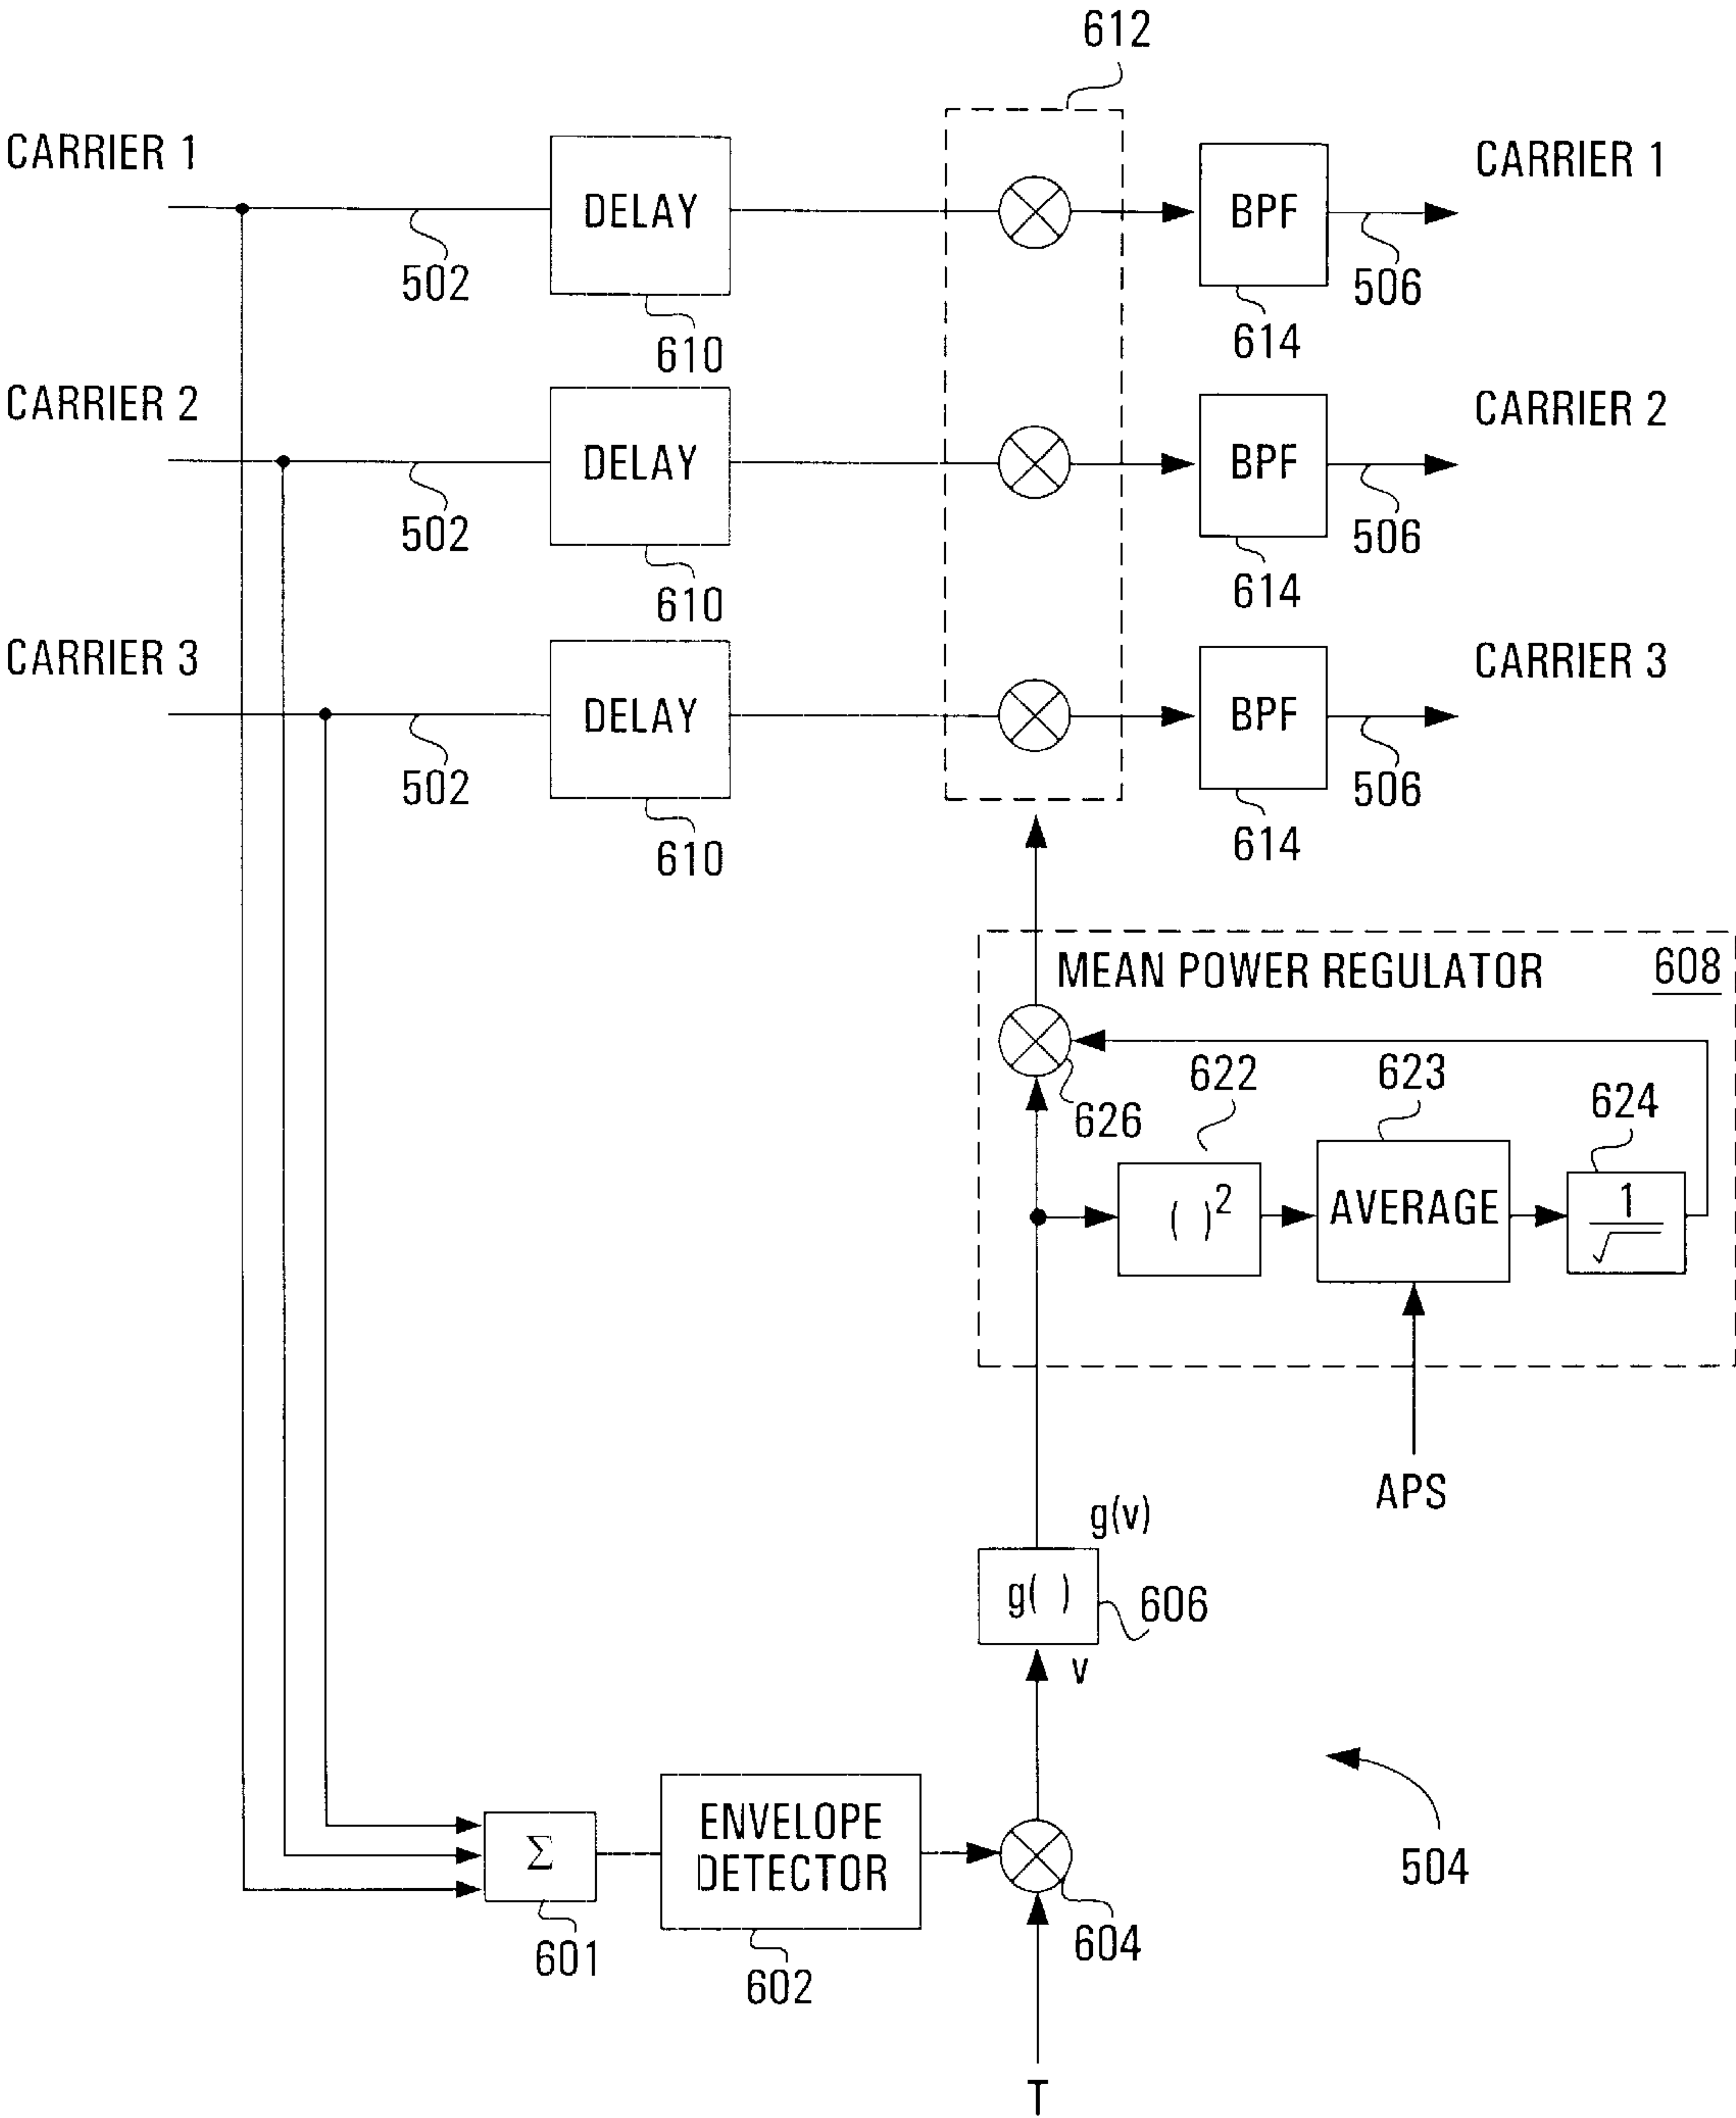 612
CARRIER 1
DELAY
BPF
CARRIER 1
502
610
614
506
CARRIER 2
DELAY
BPF
CARRIER 2
502
610
614
506
CARRIER 3
DELAY
BPF
CARRIER 3
502
610
614
506
MEAN POWER REGULATOR
608
626
622
623
624
( )²
AVERAGE
1
√
APS
g(v)
g( )
606
v
Σ
ENVELOPE
DETECTOR
601
602
604
504
T